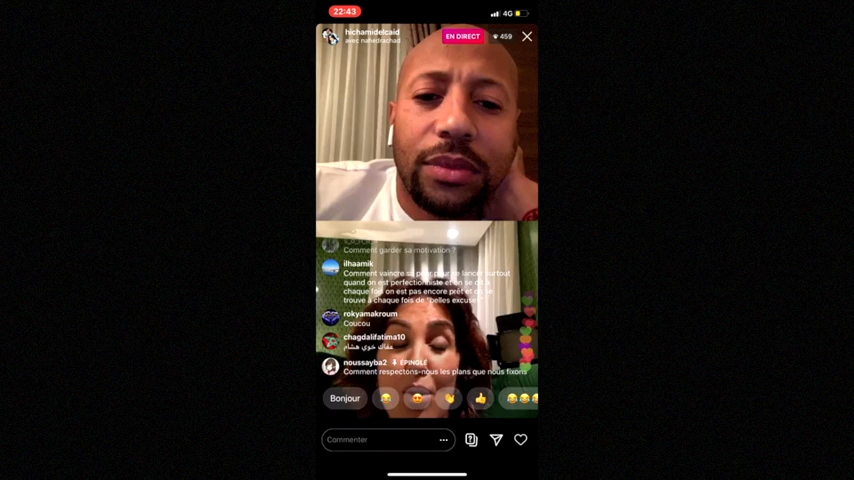 22:43
4G
hichamidelcaid
avec nahedrachad
EN DIRECT
459
Comment garder sa motivation ?
ilhaamik
Comment vaincre sa peur pour se lancer surtout
quand on est perfectionniste et on se dit à
chaque fois on est pas encore prêt et on se
trouve à chaque fois de "belles excuses"
rokyamakroum
Coucou
chagdalifatima10
معاك خوي هشام
noussayba2 ÉPINGLÉ
Comment respectons-nous les plans que nous fixons
Bonjour
Commenter